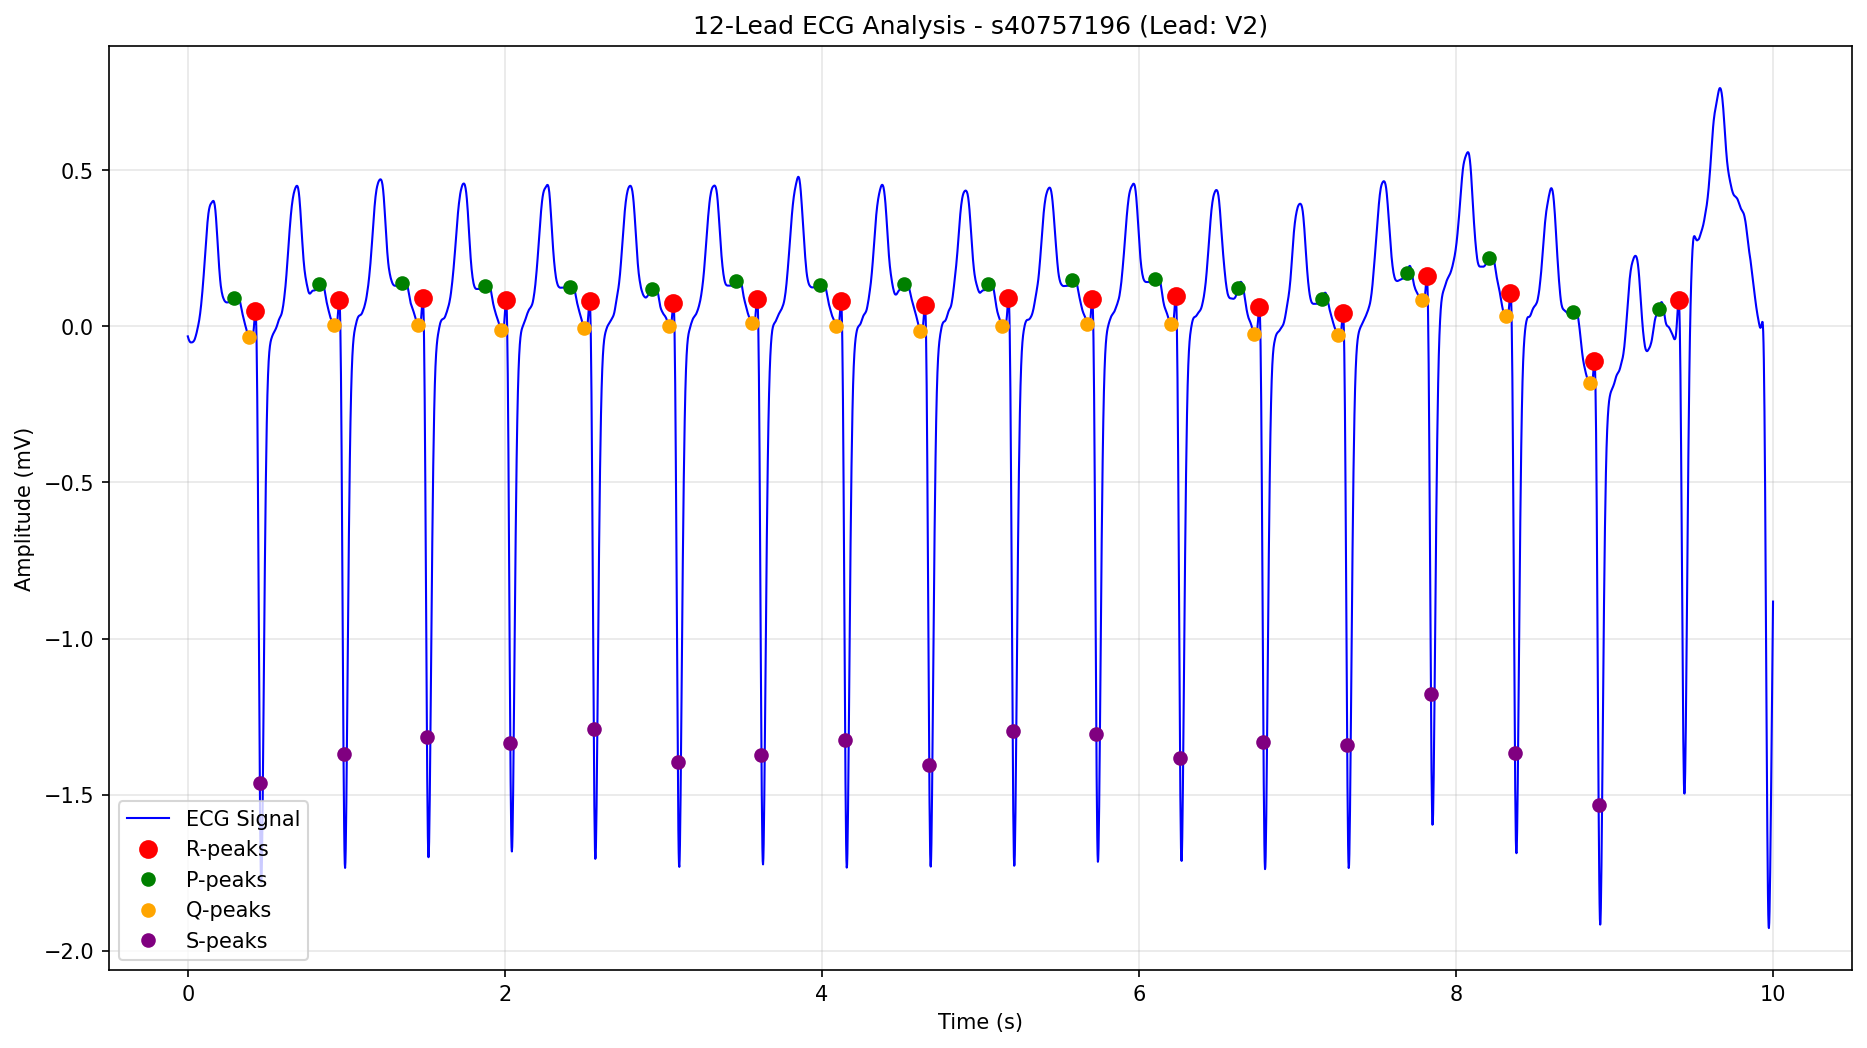 12-Lead ECG Analysis - s40757196 (Lead: V2)
Amplitude (mV)
0.5
0.0
−0.5
−1.0
−1.5
−2.0
ECG Signal
R-peaks
P-peaks
Q-peaks
S-peaks
0 2 4 6 8 10
Time (s)